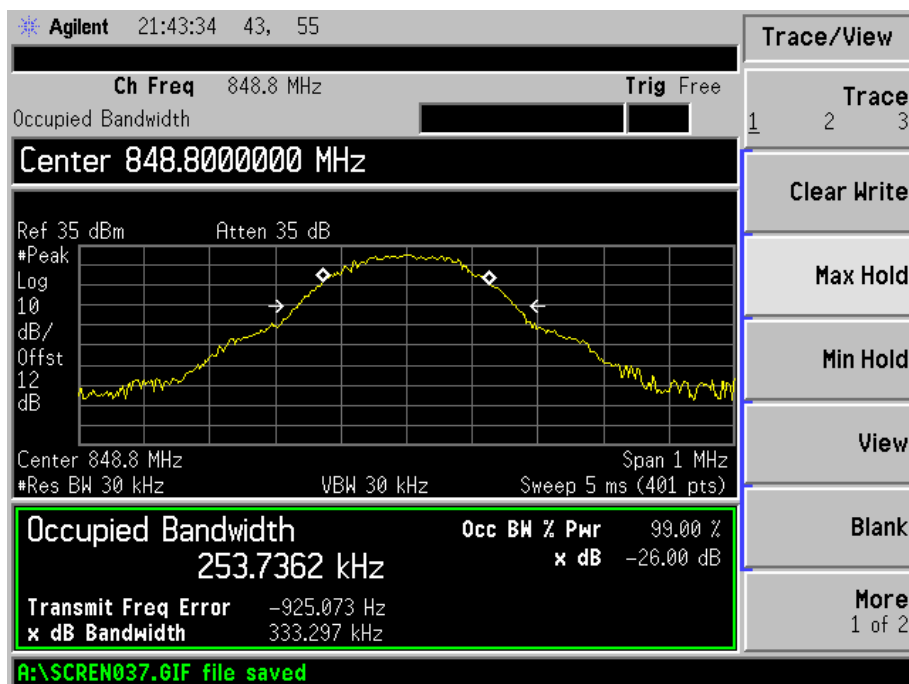 Agilent 21:43:34 43, 55
Trace/View
Ch Freq 848.8 MHz Trig Free
Occupied Bandwidth
Trace
1 2 3
Center 848.8000000 MHz
Clear Write
Ref 35 dBm Atten 35 dB
#Peak
Log
10
dB/
Offst
12
dB
Max Hold
Min Hold
View
Center 848.8 MHz Span 1 MHz
#Res BW 30 kHz VBW 30 kHz Sweep 5 ms (401 pts)
Occupied Bandwidth Occ BW % Pwr 99.00 %
253.7362 kHz x dB -26.00 dB
Blank
Transmit Freq Error -925.073 Hz
x dB Bandwidth 333.297 kHz
More
1 of 2
A:\SCREN037.GIF file saved